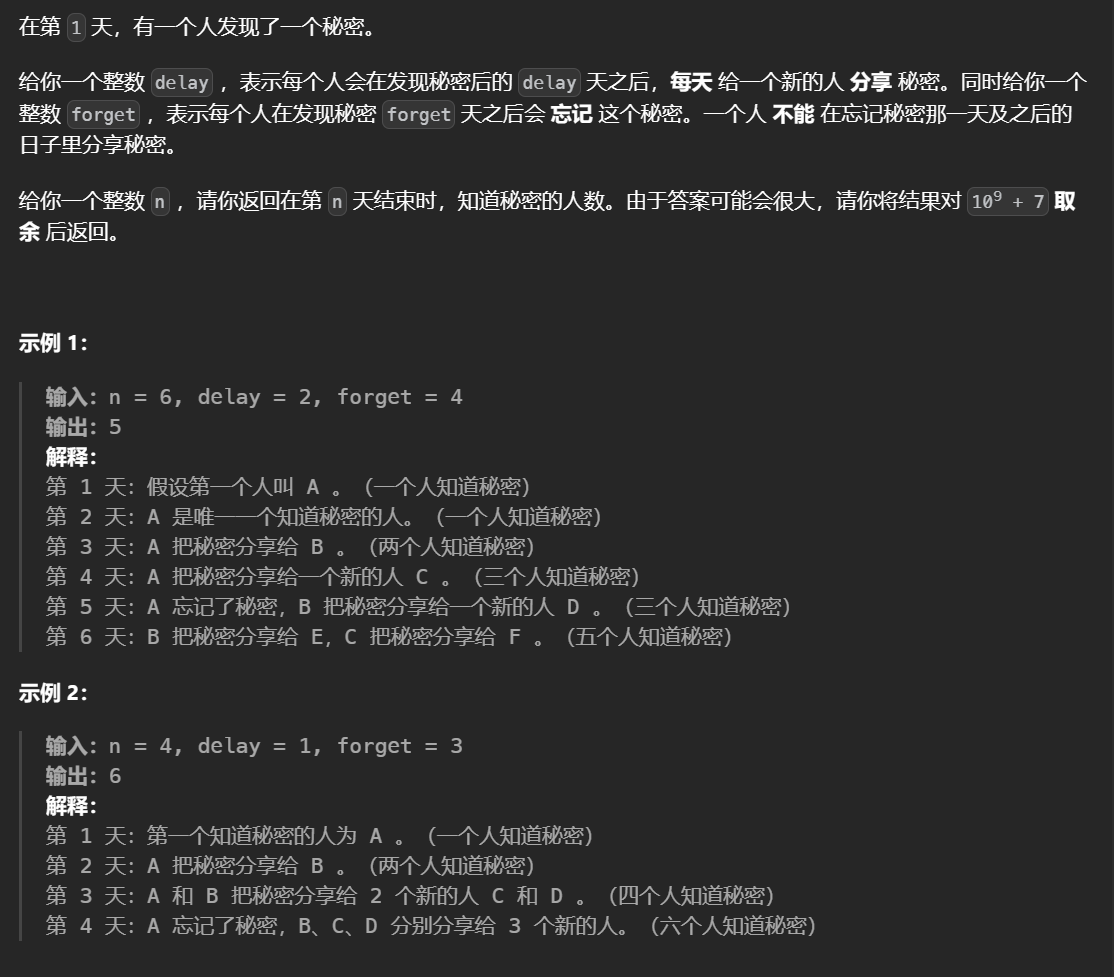 在第 1 天，有一个人发现了一个秘密。
给你一个整数 delay ，表示每个人会在发现秘密后的 delay 天之后，每天 给一个新的人 分享 秘密。同时给你一个
整数 forget ，表示每个人在发现秘密 forget 天之后会 忘记 这个秘密。一个人 不能 在忘记秘密那一天及之后的
日子里分享秘密。
给你一个整数 n ，请你返回在第 n 天结束时，知道秘密的人数。由于答案可能会很大，请你将结果对 10⁹ + 7 取
余 后返回。
示例 1：
输入：n = 6, delay = 2, forget = 4
输出：5
解释：
第 1 天：假设第一个人叫 A 。（一个人知道秘密）
第 2 天：A 是唯一一个知道秘密的人。（一个人知道秘密）
第 3 天：A 把秘密分享给 B 。（两个人知道秘密）
第 4 天：A 把秘密分享给一个新的人 C 。（三个人知道秘密）
第 5 天：A 忘记了秘密，B 把秘密分享给一个新的人 D 。（三个人知道秘密）
第 6 天：B 把秘密分享给 E，C 把秘密分享给 F 。（五个人知道秘密）
示例 2：
输入：n = 4, delay = 1, forget = 3
输出：6
解释：
第 1 天：第一个知道秘密的人为 A 。（一个人知道秘密）
第 2 天：A 把秘密分享给 B 。（两个人知道秘密）
第 3 天：A 和 B 把秘密分享给 2 个新的人 C 和 D 。（四个人知道秘密）
第 4 天：A 忘记了秘密，B、C、D 分别分享给 3 个新的人。（六个人知道秘密）